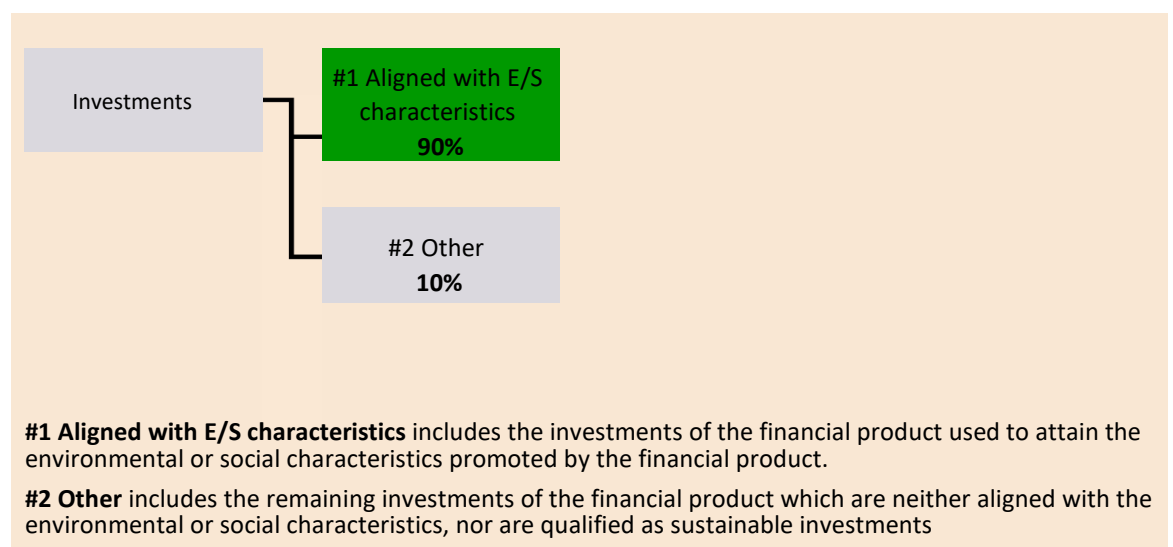 Investments
#1 Aligned with E/S
characteristics
90%
#2 Other
10%
#1 Aligned with E/S characteristics includes the investments of the financial product used to attain the
environmental or social characteristics promoted by the financial product.
#2 Other includes the remaining investments of the financial product which are neither aligned with the
environmental or social characteristics, nor are qualified as sustainable investments